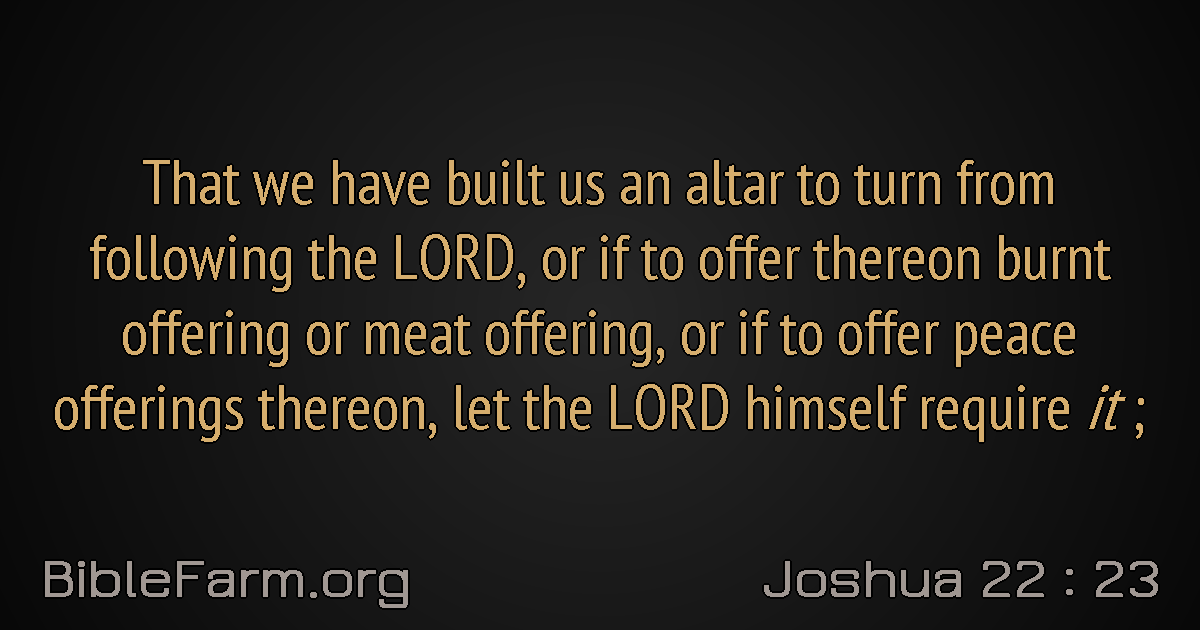 That we have built us an altar to turn from
following the LORD, or if to offer thereon burnt
offering or meat offering, or if to offer peace
offerings thereon, let the LORD himself require it ;
BibleFarm.org
Joshua 22 : 23